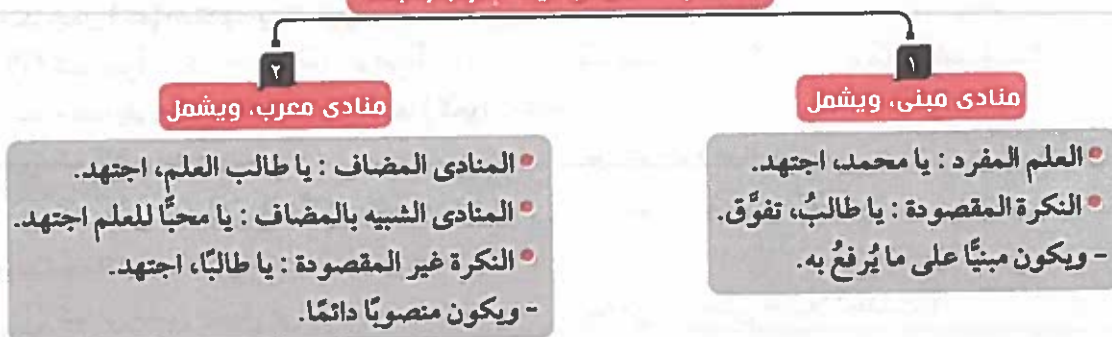 ١
منادى مبنى، ويشمل
• العلم المفرد : يا محمد، اجتهد.
• النكرة المقصودة : يا طالبُ، تفوَّق.
- ويكون مبنيًّا على ما يُرفعُ به.
٢
منادى معرب، ويشمل
• المنادى المضاف : يا طالب العلم، اجتهد.
• المنادى الشبيه بالمضاف : يا محبًّا للعلم اجتهد.
• النكرة غير المقصودة : يا طالبًا، اجتهد.
- ويكون منصوبًا دائمًا.